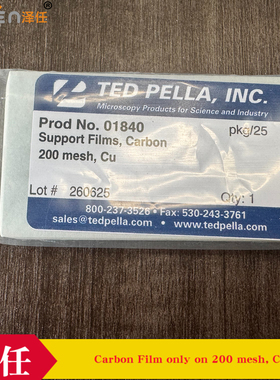 en泽任
TED PELLA, INC.
Microscopy Products for Science and Industry
Prod No. 01840
pkg/25
Support Films, Carbon
200 mesh, Cu
Lot # 260625
Qty: 1
800-237-3526 • Fax: 530-243-3761
sales@tedpella.com • www.tedpella.com
任
Carbon Film only on 200 mesh, C